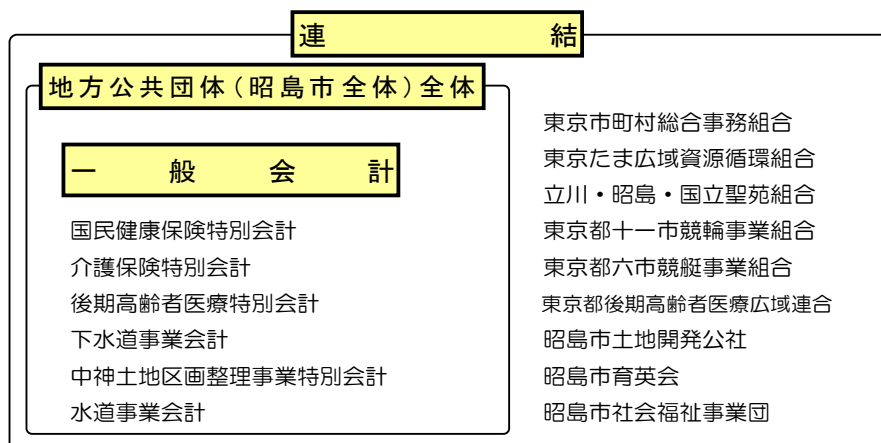 連結
地方公共団体(昭島市全体)全体
一般会計
国民健康保険特別会計
介護保険特別会計
後期高齢者医療特別会計
下水道事業会計
中神土地区画整理事業特別会計
水道事業会計
東京市町村総合事務組合
東京たま広域資源循環組合
立川・昭島・国立聖苑組合
東京都十一市競輪事業組合
東京都六市競艇事業組合
東京都後期高齢者医療広域連合
昭島市土地開発公社
昭島市育英会
昭島市社会福祉事業団